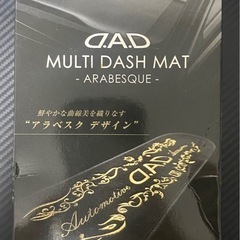 D.A.D
MULTI DASH MAT
- ARABESQUE -
鮮やかな曲線美を織りなす
“アラベスク デザイン”
D.A.D
Automotive